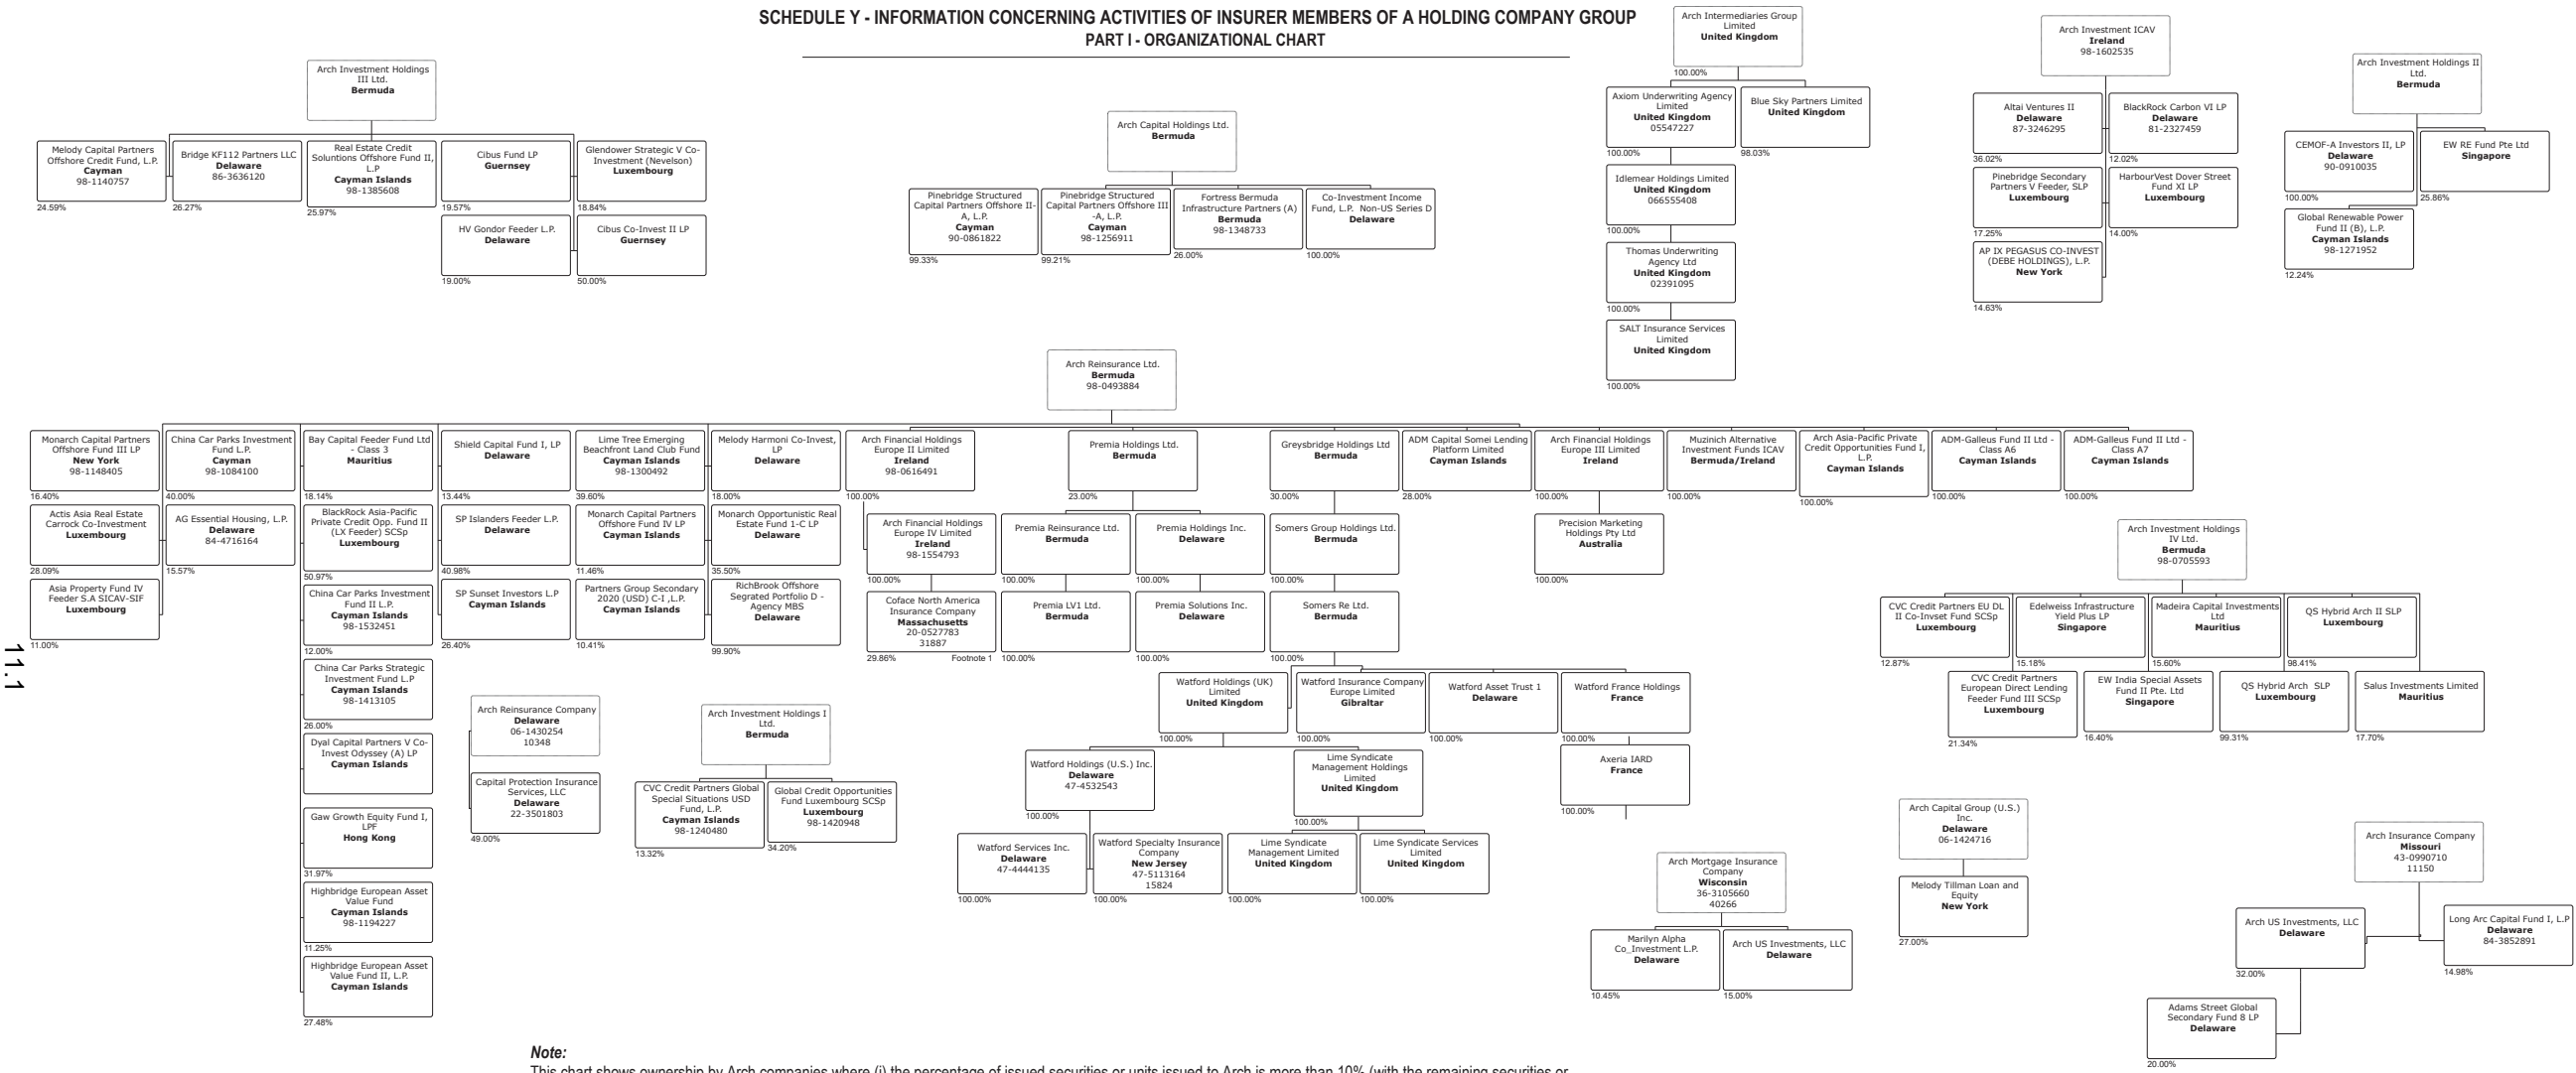 SCHEDULE Y - INFORMATION CONCERNING ACTIVITIES OF INSURER MEMBERS OF A HOLDING COMPANY GROUP
PART I - ORGANIZATIONAL CHART
Arch Investment Holdings
III Ltd.
Bermuda
Melody Capital Partners
Offshore Credit Fund, L.P.
Cayman
98-1140757
24.59%
Bridge KF112 Partners LLC
Delaware
86-3636120
26.27%
Real Estate Credit
Soluntions Offshore Fund II,
L.P
Cayman Islands
98-1385608
25.97%
Cibus Fund LP
Guernsey
19.57%
Glendower Strategic V Co-
Investment (Nevelson)
Luxembourg
18.84%
HV Gondor Feeder L.P.
Delaware
19.00%
Cibus Co-Invest II LP
Guernsey
50.00%
Arch Capital Holdings Ltd.
Bermuda
Pinebridge Structured
Capital Partners Offshore II-
A, L.P.
Cayman
90-0861822
99.33%
Pinebridge Structured
Capital Partners Offshore III
-A, L.P.
Cayman
98-1256911
99.21%
Fortress Bermuda
Infrastructure Partners (A)
Bermuda
98-1348733
26.00%
Co-Investment Income
Fund, L.P. Non-US Series D
Delaware
100.00%
Arch Intermediaries Group
Limited
United Kingdom
100.00%
Axiom Underwriting Agency
Limited
United Kingdom
05547227
100.00%
Blue Sky Partners Limited
United Kingdom
98.03%
Idlemear Holdings Limited
United Kingdom
066555408
100.00%
Thomas Underwriting
Agency Ltd
United Kingdom
02391095
100.00%
SALT Insurance Services
Limited
United Kingdom
100.00%
Arch Investment ICAV
Ireland
98-1602535
Altai Ventures II
Delaware
87-3246295
36.02%
BlackRock Carbon VI LP
Delaware
81-2327459
12.02%
Pinebridge Secondary
Partners V Feeder, SLP
Luxembourg
17.25%
HarbourVest Dover Street
Fund XI LP
Luxembourg
14.00%
AP IX PEGASUS CO-INVEST
(DEBE HOLDINGS), L.P.
New York
14.63%
Arch Investment Holdings II
Ltd.
Bermuda
CEMOF-A Investors II, LP
Delaware
90-0910035
100.00%
EW RE Fund Pte Ltd
Singapore
25.86%
Global Renewable Power
Fund II (B), L.P.
Cayman Islands
98-1271952
12.24%
Arch Reinsurance Ltd.
Bermuda
98-0493884
Monarch Capital Partners
Offshore Fund III LP
New York
98-1148405
16.40%
China Car Parks Investment
Fund L.P.
Cayman
98-1084100
40.00%
Bay Capital Feeder Fund Ltd
- Class 3
Mauritius
18.14%
Shield Capital Fund I, LP
Delaware
13.44%
Lime Tree Emerging
Beachfront Land Club Fund
Cayman Islands
98-1300492
39.60%
Melody Harmoni Co-Invest,
LP
Delaware
18.00%
Arch Financial Holdings
Europe II Limited
Ireland
98-0616491
100.00%
Premia Holdings Ltd.
Bermuda
23.00%
Greysbridge Holdings Ltd
Bermuda
30.00%
ADM Capital Somei Lending
Platform Limited
Cayman Islands
28.00%
Arch Financial Holdings
Europe III Limited
Ireland
100.00%
Muzinich Alternative
Investment Funds ICAV
Bermuda/Ireland
100.00%
Arch Asia-Pacific Private
Credit Opportunities Fund I,
L.P.
Cayman Islands
100.00%
ADM-Galleus Fund II Ltd -
Class A6
Cayman Islands
100.00%
ADM-Galleus Fund II Ltd -
Class A7
Cayman Islands
100.00%
Actis Asia Real Estate
Carrock Co-Investment
Luxembourg
28.09%
AG Essential Housing, L.P.
Delaware
84-4716164
15.57%
BlackRock Asia-Pacific
Private Credit Opp. Fund II
(LX Feeder) SCSp
Luxembourg
50.97%
SP Islanders Feeder L.P.
Delaware
40.98%
Monarch Capital Partners
Offshore Fund IV LP
Cayman Islands
11.46%
Monarch Opportunistic Real
Estate Fund 1-C LP
Delaware
35.50%
Arch Financial Holdings
Europe IV Limited
Ireland
98-1554793
100.00%
Premia Reinsurance Ltd.
Bermuda
100.00%
Premia Holdings Inc.
Delaware
100.00%
Somers Group Holdings Ltd.
Bermuda
100.00%
Precision Marketing
Holdings Pty Ltd
Australia
100.00%
Asia Property Fund IV
Feeder S.A SICAV-SIF
Luxembourg
11.00%
China Car Parks Investment
Fund II L.P.
Cayman Islands
98-1532451
12.00%
SP Sunset Investors L.P
Cayman Islands
26.40%
Partners Group Secondary
2020 (USD) C-I ,L.P.
Cayman Islands
10.41%
RichBrook Offshore
Segrated Portfolio D -
Agency MBS
Delaware
99.90%
Coface North America
Insurance Company
Massachusetts
20-0527783
31887
29.86% Footnote 1
Premia LV1 Ltd.
Bermuda
100.00%
Premia Solutions Inc.
Delaware
100.00%
Somers Re Ltd.
Bermuda
100.00%
China Car Parks Strategic
Investment Fund L.P
Cayman Islands
98-1413105
26.00%
Dyal Capital Partners V Co-
Invest Odyssey (A) LP
Cayman Islands
Gaw Growth Equity Fund I,
LPF
Hong Kong
31.97%
Highbridge European Asset
Value Fund
Cayman Islands
98-1194227
11.25%
Highbridge European Asset
Value Fund II, L.P.
Cayman Islands
27.48%
Arch Reinsurance Company
Delaware
06-1430254
10348
Capital Protection Insurance
Services, LLC
Delaware
22-3501803
49.00%
Arch Investment Holdings I
Ltd.
Bermuda
CVC Credit Partners Global
Special Situations USD
Fund, L.P.
Cayman Islands
98-1240480
13.32%
Global Credit Opportunities
Fund Luxembourg SCSp
Luxembourg
98-1420948
34.20%
Watford Holdings (UK)
Limited
United Kingdom
100.00%
Watford Insurance Company
Europe Limited
Gibraltar
100.00%
Watford Asset Trust 1
Delaware
100.00%
Watford France Holdings
France
100.00%
Watford Holdings (U.S.) Inc.
Delaware
47-4532543
100.00%
Lime Syndicate
Management Holdings
Limited
United Kingdom
100.00%
Axeria IARD
France
100.00%
Watford Services Inc.
Delaware
47-4444135
100.00%
Watford Specialty Insurance
Company
New Jersey
47-5113164
15824
100.00%
Lime Syndicate
Management Limited
United Kingdom
100.00%
Lime Syndicate Services
Limited
United Kingdom
100.00%
Arch Investment Holdings
IV Ltd.
Bermuda
98-0705593
CVC Credit Partners EU DL
II Co-Invset Fund SCSp
Luxembourg
12.87%
Edelweiss Infrastructure
Yield Plus LP
Singapore
15.18%
Madeira Capital Investments
Ltd
Mauritius
15.60%
QS Hybrid Arch II SLP
Luxembourg
98.41%
CVC Credit Partners
European Direct Lending
Feeder Fund III SCSp
Luxembourg
21.34%
EW India Special Assets
Fund II Pte. Ltd
Singapore
16.40%
QS Hybrid Arch SLP
Luxembourg
99.31%
Salus Investments Limited
Mauritius
17.70%
Arch Mortgage Insurance
Company
Wisconsin
36-3105660
40266
Marilyn Alpha
Co_Investment L.P.
Delaware
10.45%
Arch US Investments, LLC
Delaware
15.00%
Arch Capital Group (U.S.)
Inc.
Delaware
06-1424716
Melody Tillman Loan and
Equity
New York
27.00%
Arch Insurance Company
Missouri
43-0990710
11150
Arch US Investments, LLC
Delaware
32.00%
Long Arc Capital Fund I, L.P
Delaware
84-3852891
14.98%
Adams Street Global
Secondary Fund 8 LP
Delaware
20.00%
11.1
Note:
This chart shows ownership by Arch companies where (i) the percentage of issued securities or units issued to Arch is more than 10% (with the remaining securities or